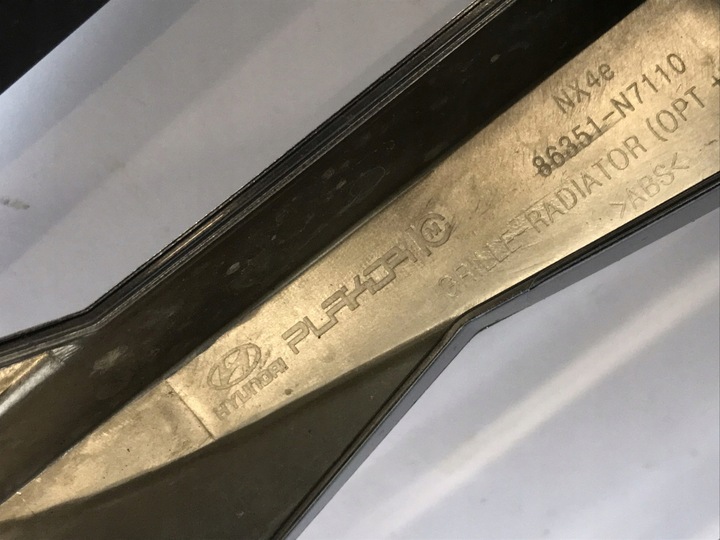 NX4e
86351-N7110
GRILLE-RADIATOR (OPT
>ABS<
PLAKOR
M
HYUNDAI